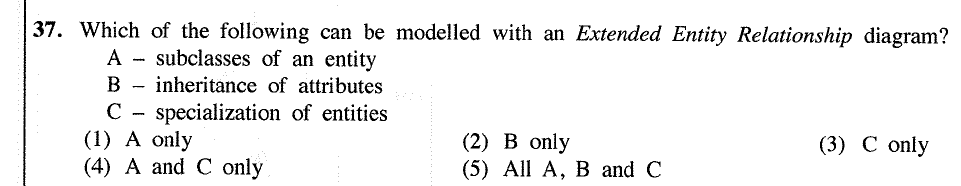 37. Which of the following can be modelled with an Extended Entity Relationship diagram?
A – subclasses of an entity
B – inheritance of attributes
C – specialization of entities
(1) A only (2) B only (3) C only
(4) A and C only (5) All A, B and C